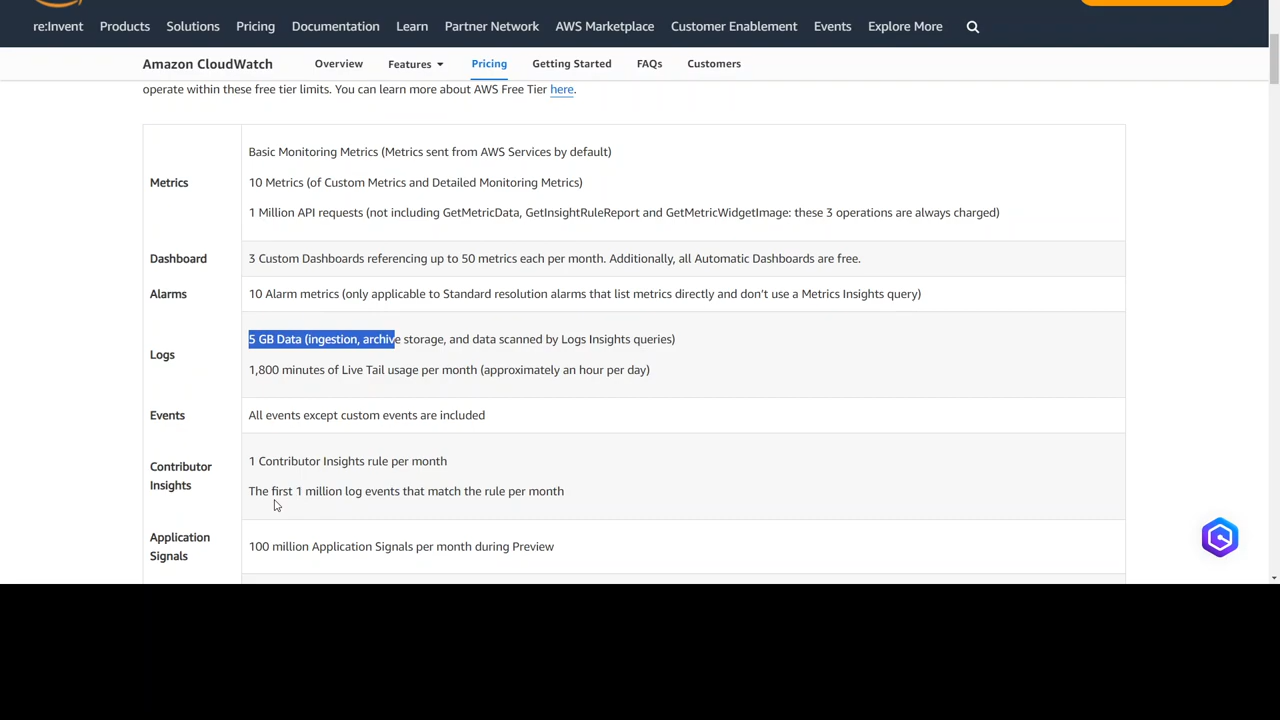 re:Invent Products Solutions Pricing Documentation Learn Partner Network AWS Marketplace Customer Enablement Events Explore More
Amazon CloudWatch Overview Features Pricing Getting Started FAQs Customers
operate within these free tier limits. You can learn more about AWS Free Tier here.
Metrics
Basic Monitoring Metrics (Metrics sent from AWS Services by default)
10 Metrics (of Custom Metrics and Detailed Monitoring Metrics)
1 Million API requests (not including GetMetricData, GetInsightRuleReport and GetMetricWidgetImage: these 3 operations are always charged)
Dashboard
3 Custom Dashboards referencing up to 50 metrics each per month. Additionally, all Automatic Dashboards are free.
Alarms
10 Alarm metrics (only applicable to Standard resolution alarms that list metrics directly and don’t use a Metrics Insights query)
Logs
5 GB Data (ingestion, archive storage, and data scanned by Logs Insights queries)
1,800 minutes of Live Tail usage per month (approximately an hour per day)
Events
All events except custom events are included
Contributor
Insights
1 Contributor Insights rule per month
The first 1 million log events that match the rule per month
Application
Signals
100 million Application Signals per month during Preview